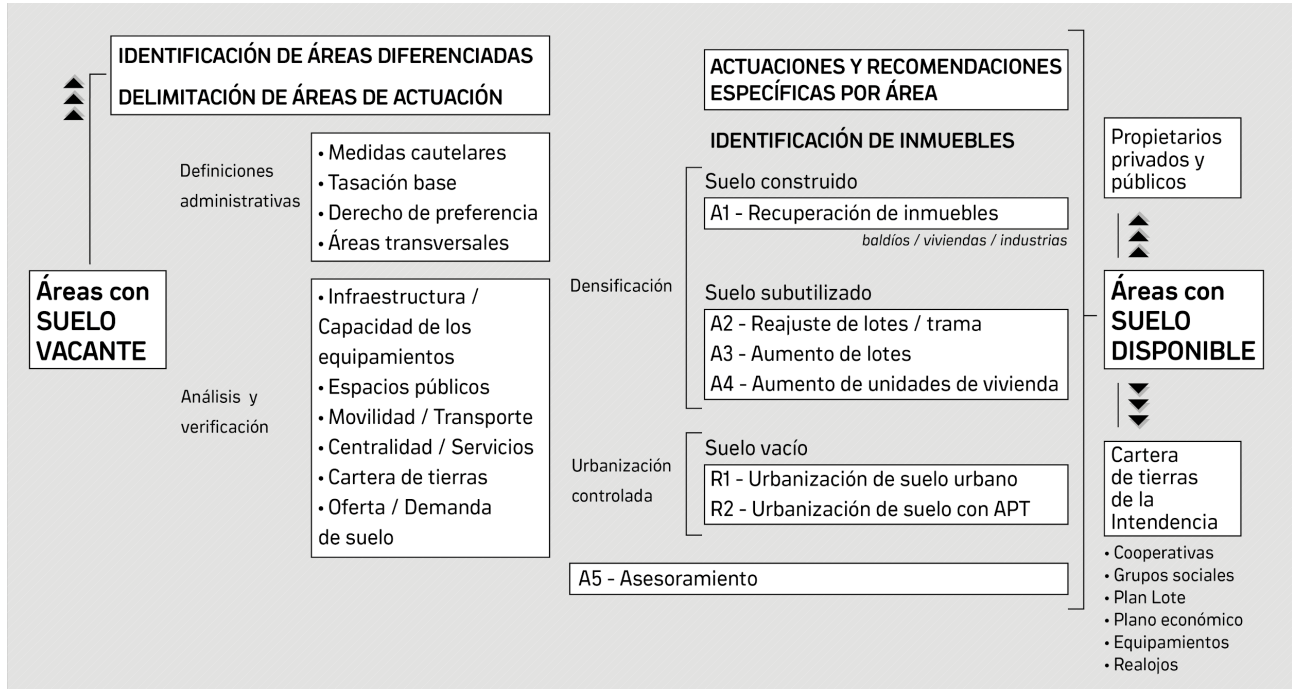 IDENTIFICACIÓN DE ÁREAS DIFERENCIADAS
DELIMITACIÓN DE ÁREAS DE ACTUACIÓN
Definiciones
administrativas
• Medidas cautelares
• Tasación base
• Derecho de preferencia
• Áreas transversales
Áreas con
SUELO
VACANTE
Análisis y
verificación
• Infraestructura /
Capacidad de los
equipamientos
• Espacios públicos
• Movilidad / Transporte
• Centralidad / Servicios
• Cartera de tierras
• Oferta / Demanda
de suelo
ACTUACIONES Y RECOMENDACIONES
ESPECÍFICAS POR ÁREA
IDENTIFICACIÓN DE INMUEBLES
Densificación
Suelo construido
A1 - Recuperación de inmuebles
baldíos / viviendas / industrias
Suelo subutilizado
A2 - Reajuste de lotes / trama
A3 - Aumento de lotes
A4 - Aumento de unidades de vivienda
Urbanización
controlada
Suelo vacío
R1 - Urbanización de suelo urbano
R2 - Urbanización de suelo con APT
A5 - Asesoramiento
Propietarios
privados y
públicos
Áreas con
SUELO
DISPONIBLE
Cartera
de tierras
de la
Intendencia
• Cooperativas
• Grupos sociales
• Plan Lote
• Plano económico
• Equipamientos
• Realojos